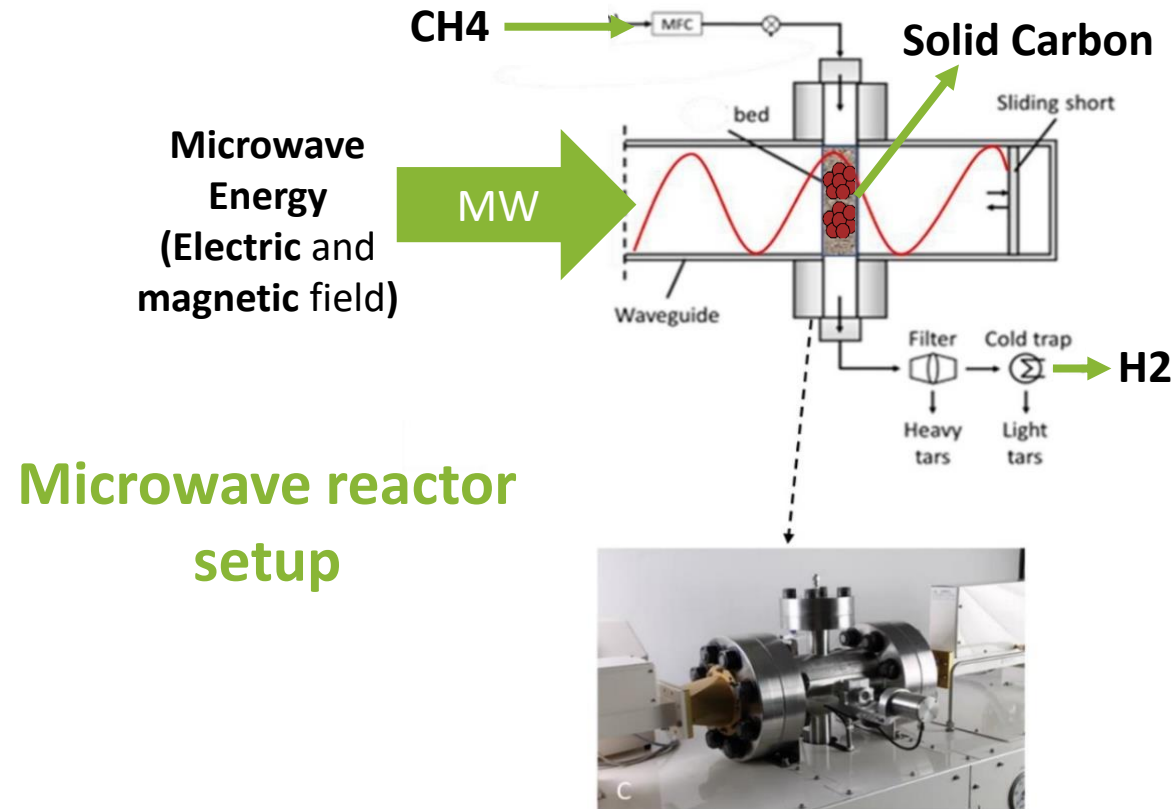 CH4
MFC
Solid Carbon
bed
Sliding short
Microwave
Energy
(Electric and
magnetic field)
MW
Waveguide
Filter
Cold trap
H2
Heavy
tars
Light
tars
Microwave reactor
setup
C